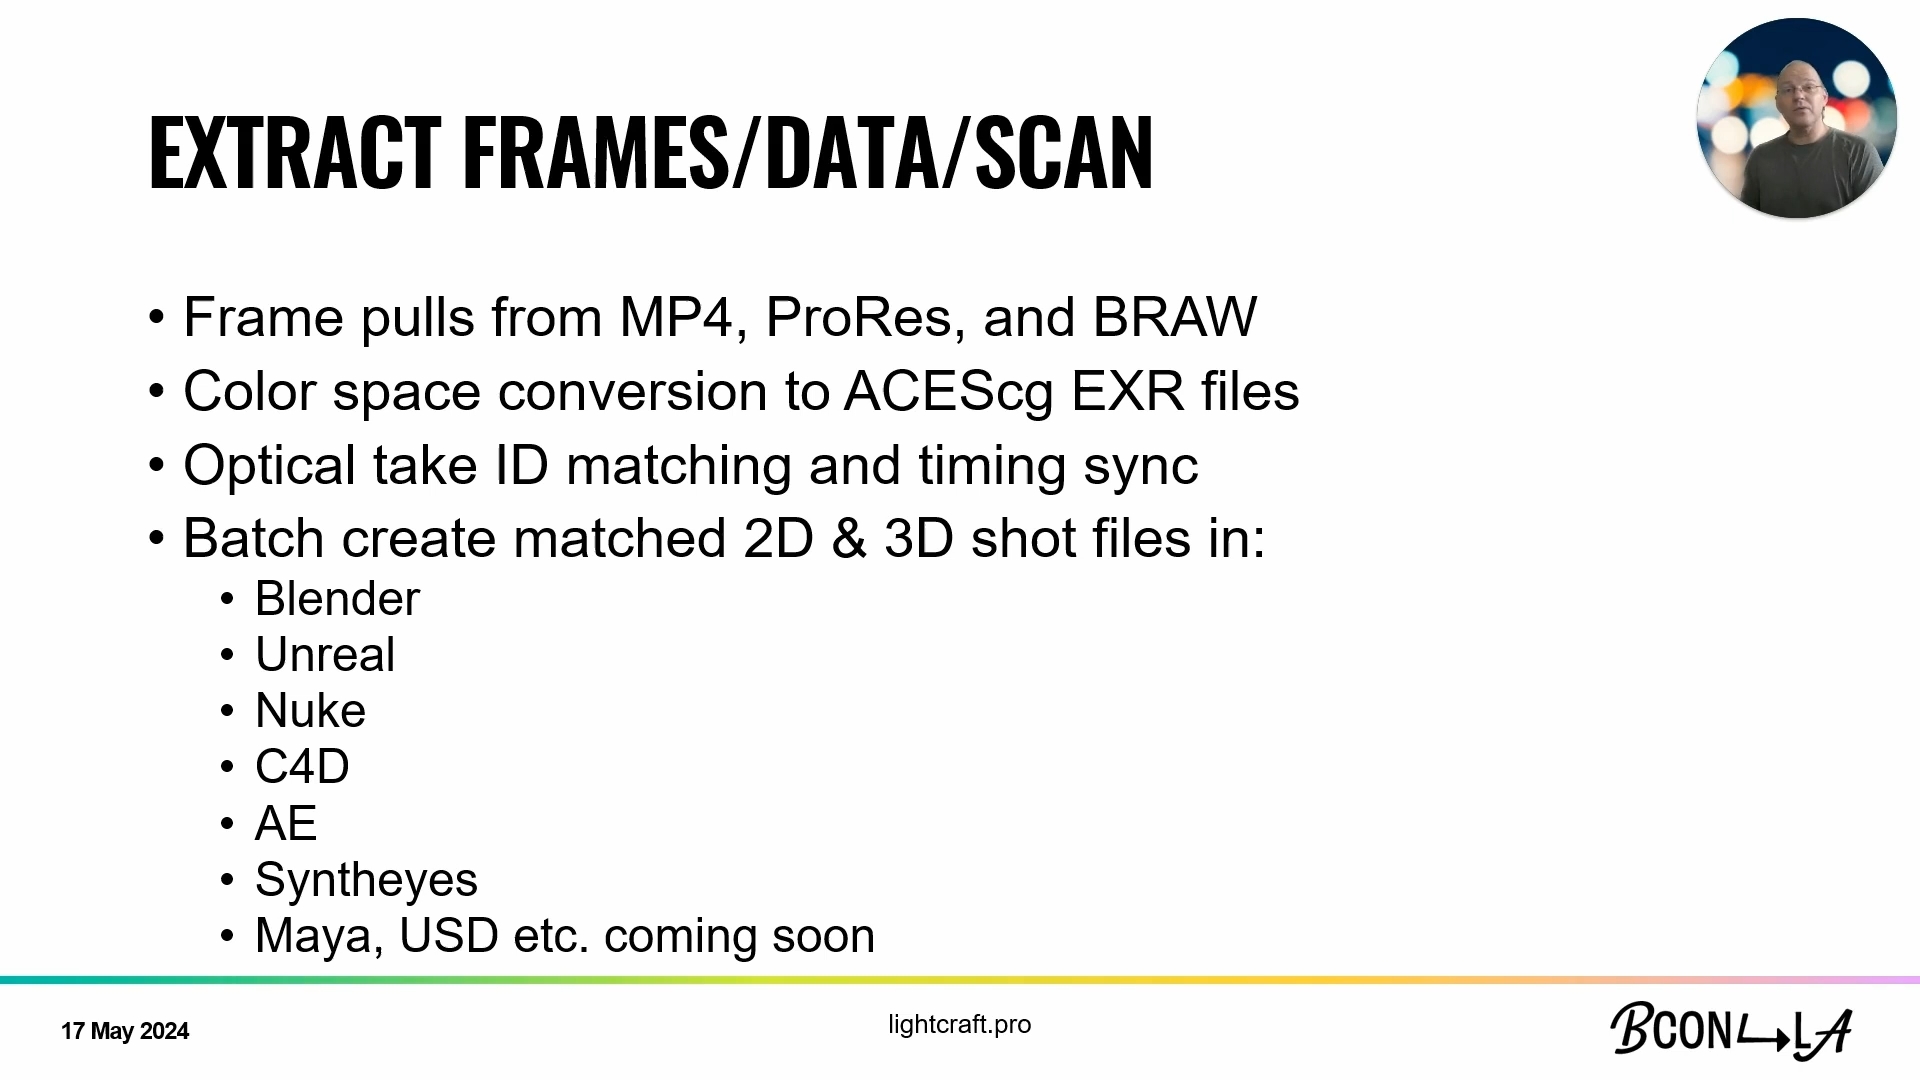 EXTRACT FRAMES/DATA/SCAN
• Frame pulls from MP4, ProRes, and BRAW
• Color space conversion to ACEScg EXR files
• Optical take ID matching and timing sync
• Batch create matched 2D & 3D shot files in:
• Blender
• Unreal
• Nuke
• C4D
• AE
• Syntheyes
• Maya, USD etc. coming soon
17 May 2024
lightcraft.pro
BCON LA